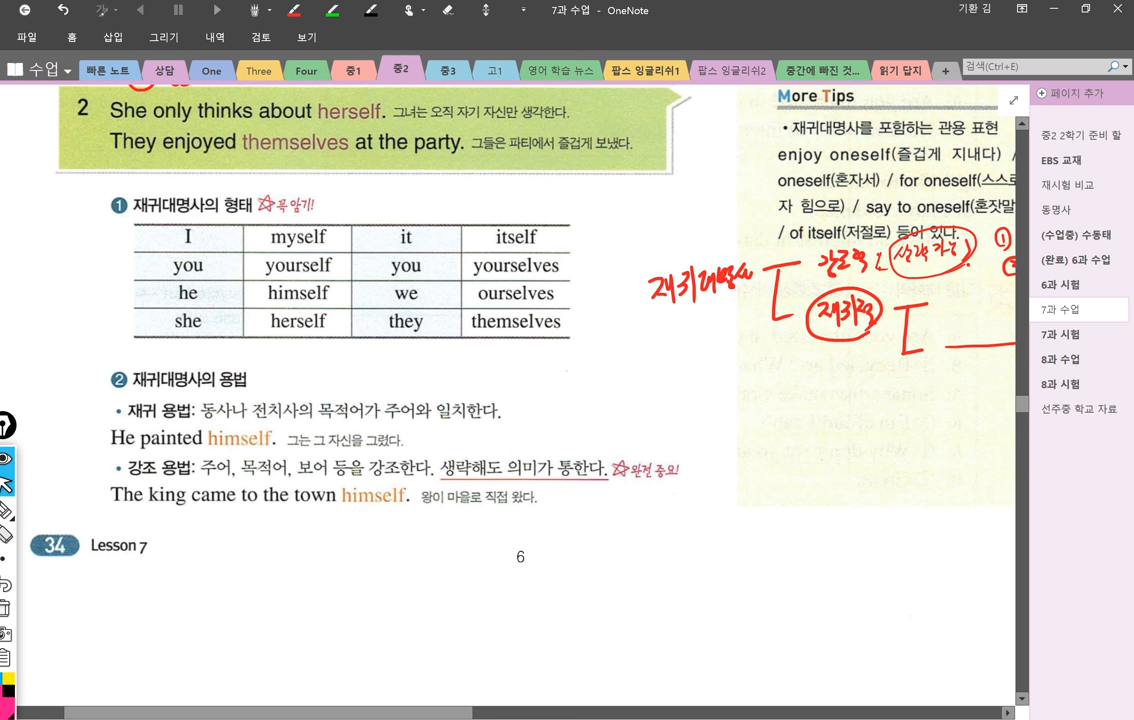 7과 수업 - OneNote
기환 김
파일 홈 삽입 그리기 내역 검토 보기
수업 빠른 노트 상담 One Three Four 중1 중2 중3 고1 영어 학습 뉴스 팝스 잉글리쉬1 팝스 잉글리쉬2 중간에 빠진 것... 읽기 답지 + 검색(Ctrl+E)
페이지 추가
중2 2학기 준비 할
EBS 교재
재시험 비교
동명사
(수업중) 수동태
(완료) 6과 수업
6과 시험
7과 수업
7과 시험
8과 수업
8과 시험
선주중 학교 자료
2 She only thinks about herself. 그녀는 오직 자기 자신만 생각한다.
They enjoyed themselves at the party. 그들은 파티에서 즐겁게 보냈다.
1 재귀대명사의 형태 ☆꼭 암기!
I myself it itself
you yourself you yourselves
he himself we ourselves
she herself they themselves
2 재귀대명사의 용법
• 재귀 용법: 동사나 전치사의 목적어가 주어와 일치한다.
He painted himself. 그는 그 자신을 그렸다.
• 강조 용법: 주어, 목적어, 보어 등을 강조한다. 생략해도 의미가 통한다. ☆완전 중요!
The king came to the town himself. 왕이 마을로 직접 왔다.
34 Lesson 7
6
More Tips
• 재귀대명사를 포함하는 관용 표현
enjoy oneself(즐겁게 지내다) /
oneself(혼자서) / for oneself(스스로
자 힘으로) / say to oneself(혼잣말
/ of itself(저절로) 등이 있다.
재귀대명사
강조적 : 생략 가능!
재귀적
①
②